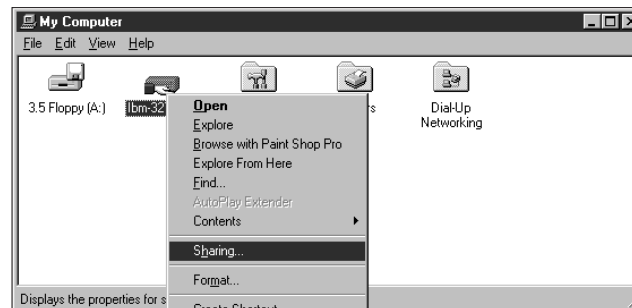 My Computer
File Edit View Help
3.5 Floppy (A:)
Ibm-32
Dial-Up
Networking
Open
Explore
Browse with Paint Shop Pro
Explore From Here
Find...
AutoPlay Extender
Contents
Sharing...
Format...
Displays the properties for s